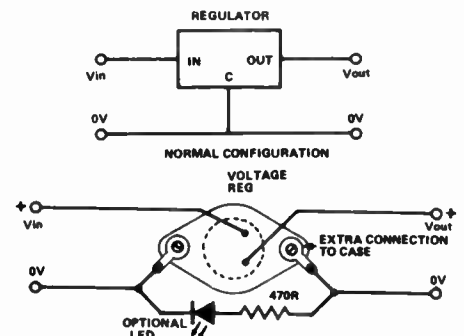 REGULATOR
IN
OUT
C
Vin
Vout
0V
0V
NORMAL CONFIGURATION
VOLTAGE
REG
+
Vin
+
Vout
EXTRA CONNECTION
TO CASE
0V
0V
470R
OPTIONAL
LED